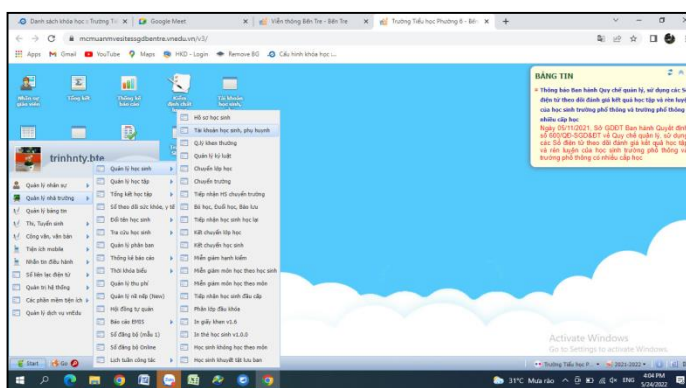 Danh sách khóa học :: Trường Tiể
Google Meet
Viễn thông Bến Tre - Bến Tre
Trường Tiểu học Phường 6 - Bến
mcmuanmvesitessgdbentre.vnedu.vn/v3/
Apps
Gmail
YouTube
Maps
HKD - Login
Remove BG
Cấu hình khóa học :...
Nhân sự
giáo viên
Tổng kết
Thống kê
báo cáo
Kiểm
định chất
Tài khoản
học sinh,
BẢNG TIN
Thông báo Ban hành Quy chế quản lý, sử dụng các Sổ
điện tử theo dõi đánh giá kết quả học tập và rèn luyện
của học sinh trường phổ thông và trường phổ thông có
nhiều cấp học
Ngày 05/11/2021. Sở GDĐT Ban hành Quyết định
số 600/QĐ-SGD&ĐT về Quy chế quản lý, sử dụng
các Sổ điện tử theo dõi đánh giá kết quả học tập
và rèn luyện của học sinh trường phổ thông và
trường phổ thông có nhiều cấp học.
trinhnty.bte
Quản lý nhân sự
Quản lý nhà trường
Quản lý bảng tin
Thi, Tuyển sinh
Công văn, văn bản
Tiện ích mobile
Nhắn tin điều hành
Sổ liên lạc điện tử
Quản trị hệ thống
Các phần mềm tiện ích
Quản lý dịch vụ vnEdu
Quản lý học sinh
Quản lý học tập
Tổng kết học tập
Sổ theo dõi sức khỏe, y tế
Đổi tên học sinh
Tra cứu học sinh
Quản lý phân ban
Thống kê báo cáo
Thời khóa biểu
Quản lý thu phí
Quản lý nề nếp (New)
Hội đồng tự quản
Báo cáo EMIS
Sổ đăng bộ (mẫu 1)
Sổ đăng bộ Online
Lịch tuần công tác
Hồ sơ học sinh
Tài khoản học sinh, phụ huynh
Q.lý khen thưởng
Quản lý kỷ luật
Chuyển lớp học
Chuyển trường
Tiếp nhận HS chuyển trường
Bỏ học, Đuổi học, Bảo lưu
Tiếp nhận học sinh học lại
Kết chuyển lớp học
Kết chuyển học sinh
Miễn giảm hạnh kiểm
Miễn giảm môn học theo học sinh
Miễn giảm môn học theo môn
Tiếp nhận học sinh đầu cấp
Phân lớp đầu khóa
In giấy khen v1.6
In thẻ học sinh v1.0.0
Học sinh không học theo môn
Học sinh khuyết tật lưu ban
Activate Windows
Go to Settings to activate Windows.
Start
Gõ
Trường Tiểu học P...
2021-2022
31°C Mưa rào
ENG
4:04 PM
5/24/2022